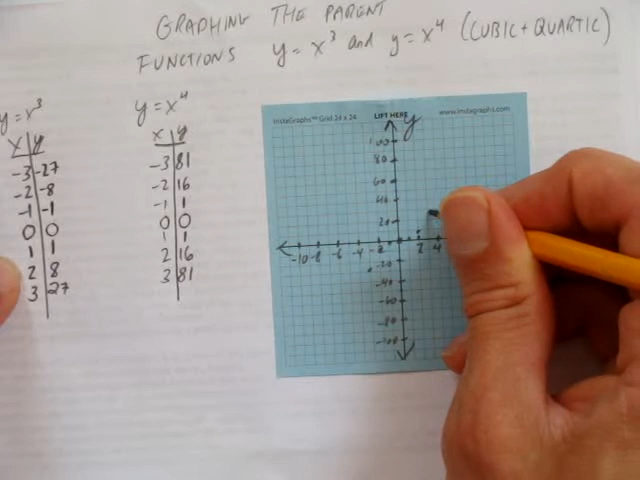 GRAPHING THE PARENT
FUNCTIONS y = x³ and y = x⁴ (CUBIC + QUARTIC)
y = x³
x y
-3 -27
-2 -8
-1 -1
0 0
1 1
2 8
3 27
y = x⁴
x y
-3 81
-2 16
-1 1
0 0
1 1
2 16
3 81
InstaGraphs™ Grid 24 x 24 LIFT HERE www.instagraphs.com
y
100
80
60
40
20
-10 -8 -6 -4 -2 2 4
-20
-40
-60
-80
-100